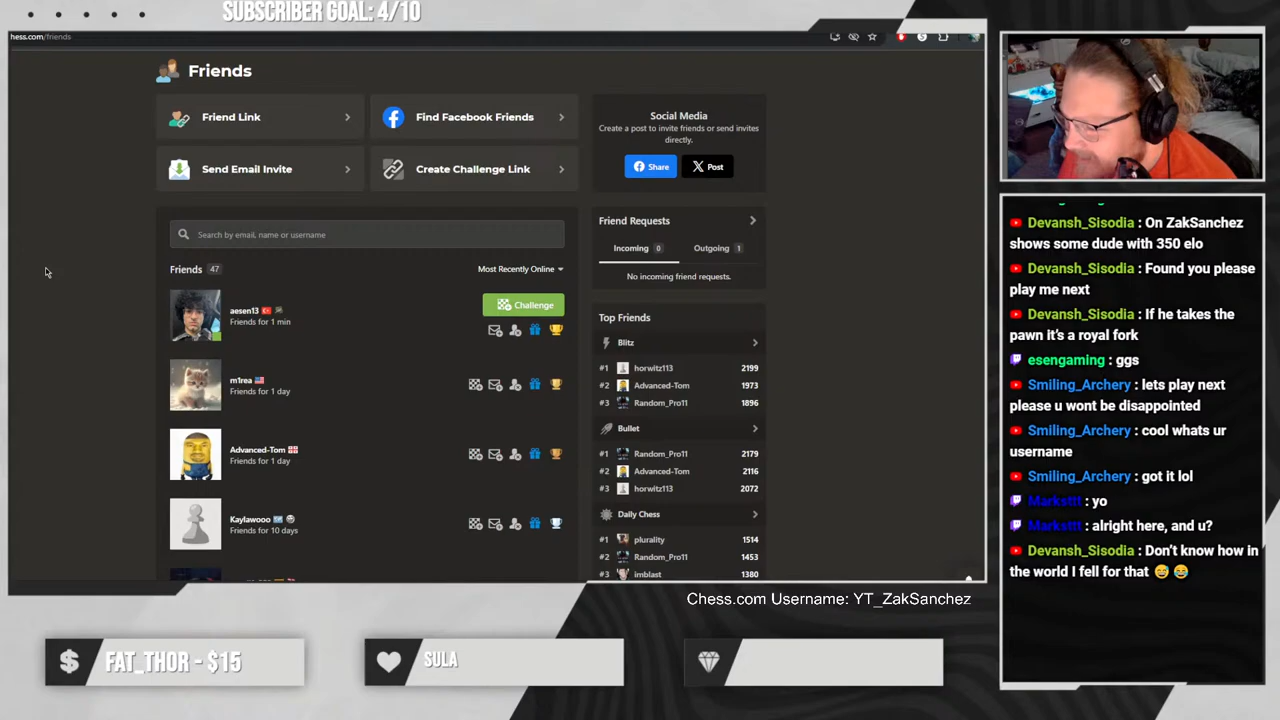 SUBSCRIBER GOAL: 4/10
hess.com/friends
Friends
Friend Link
Find Facebook Friends
Send Email Invite
Create Challenge Link
Social Media
Create a post to invite friends or send invites
directly.
Share
Post
Search by email, name or username
Friends 47
Most Recently Online
aesen13
Friends for 1 min
Challenge
m1rea
Friends for 1 day
Advanced-Tom
Friends for 1 day
Kaylawooo
Friends for 10 days
Friend Requests
Incoming 0
Outgoing 1
No incoming friend requests.
Top Friends
Blitz
#1 horwitz113 2199
#2 Advanced-Tom 1973
#3 Random_Pro11 1896
Bullet
#1 Random_Pro11 2179
#2 Advanced-Tom 2116
#3 horwitz113 2072
Daily Chess
#1 plurality 1514
#2 Random_Pro11 1453
#3 imblast 1380
Devansh_Sisodia : On ZakSanchez
shows some dude with 350 elo
Devansh_Sisodia : Found you please
play me next
Devansh_Sisodia : If he takes the
pawn it's a royal fork
esengaming : ggs
Smiling_Archery : lets play next
please u wont be disappointed
Smiling_Archery : cool whats ur
username
Smiling_Archery : got it lol
Marksttt : yo
Marksttt : alright here, and u?
Devansh_Sisodia : Don't know how in
the world I fell for that 😅 😂
Chess.com Username: YT_ZakSanchez
$ FAT_THOR - $15
SULA